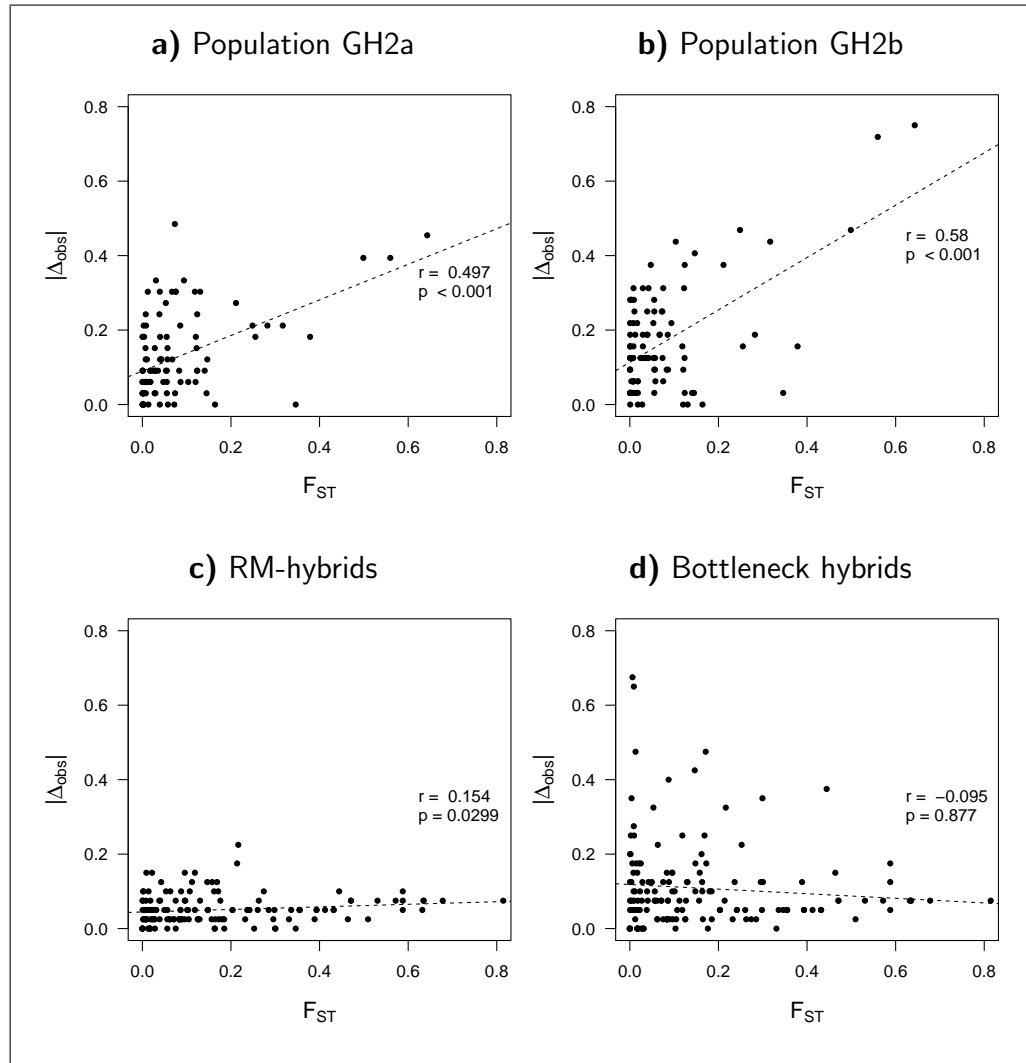 a) Population GH2a
b) Population GH2b
0.8
0.6
0.4
0.2
0.0
|Δobs|
r = 0.497
p < 0.001
0.0 0.2 0.4 0.6 0.8
FST
0.8
0.6
0.4
0.2
0.0
|Δobs|
r = 0.58
p < 0.001
0.0 0.2 0.4 0.6 0.8
FST
c) RM-hybrids
d) Bottleneck hybrids
0.8
0.6
0.4
0.2
0.0
|Δobs|
r = 0.154
p = 0.0299
0.0 0.2 0.4 0.6 0.8
FST
0.8
0.6
0.4
0.2
0.0
|Δobs|
r = −0.095
p = 0.877
0.0 0.2 0.4 0.6 0.8
FST